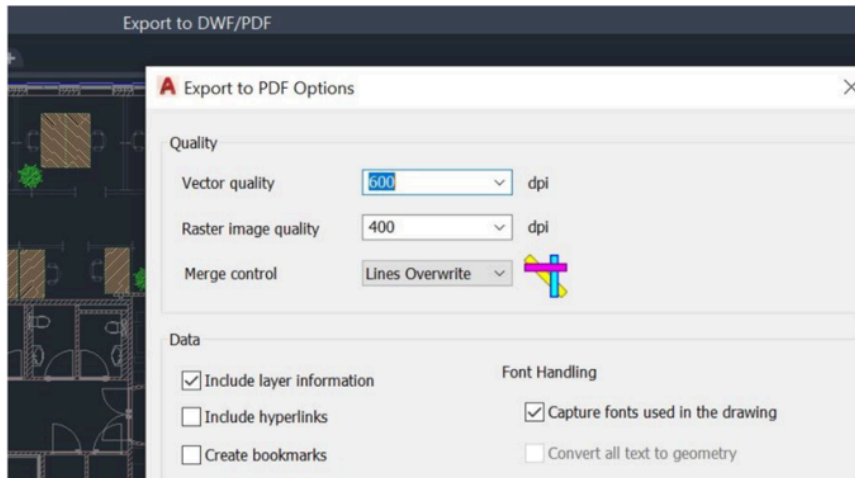 Export to DWF/PDF
Export to PDF Options
Quality
Vector quality 600 dpi
Raster image quality 400 dpi
Merge control Lines Overwrite
Data
Include layer information
Include hyperlinks
Create bookmarks
Font Handling
Capture fonts used in the drawing
Convert all text to geometry